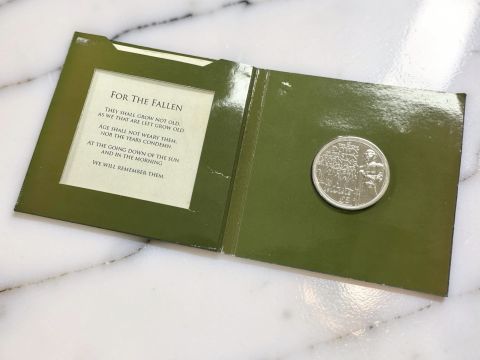 FOR THE FALLEN
THEY SHALL GROW NOT OLD,
AS WE THAT ARE LEFT GROW OLD
AGE SHALL NOT WEARY THEM,
NOR THE YEARS CONDEMN.
AT THE GOING DOWN OF THE SUN
AND IN THE MORNING
WE WILL REMEMBER THEM